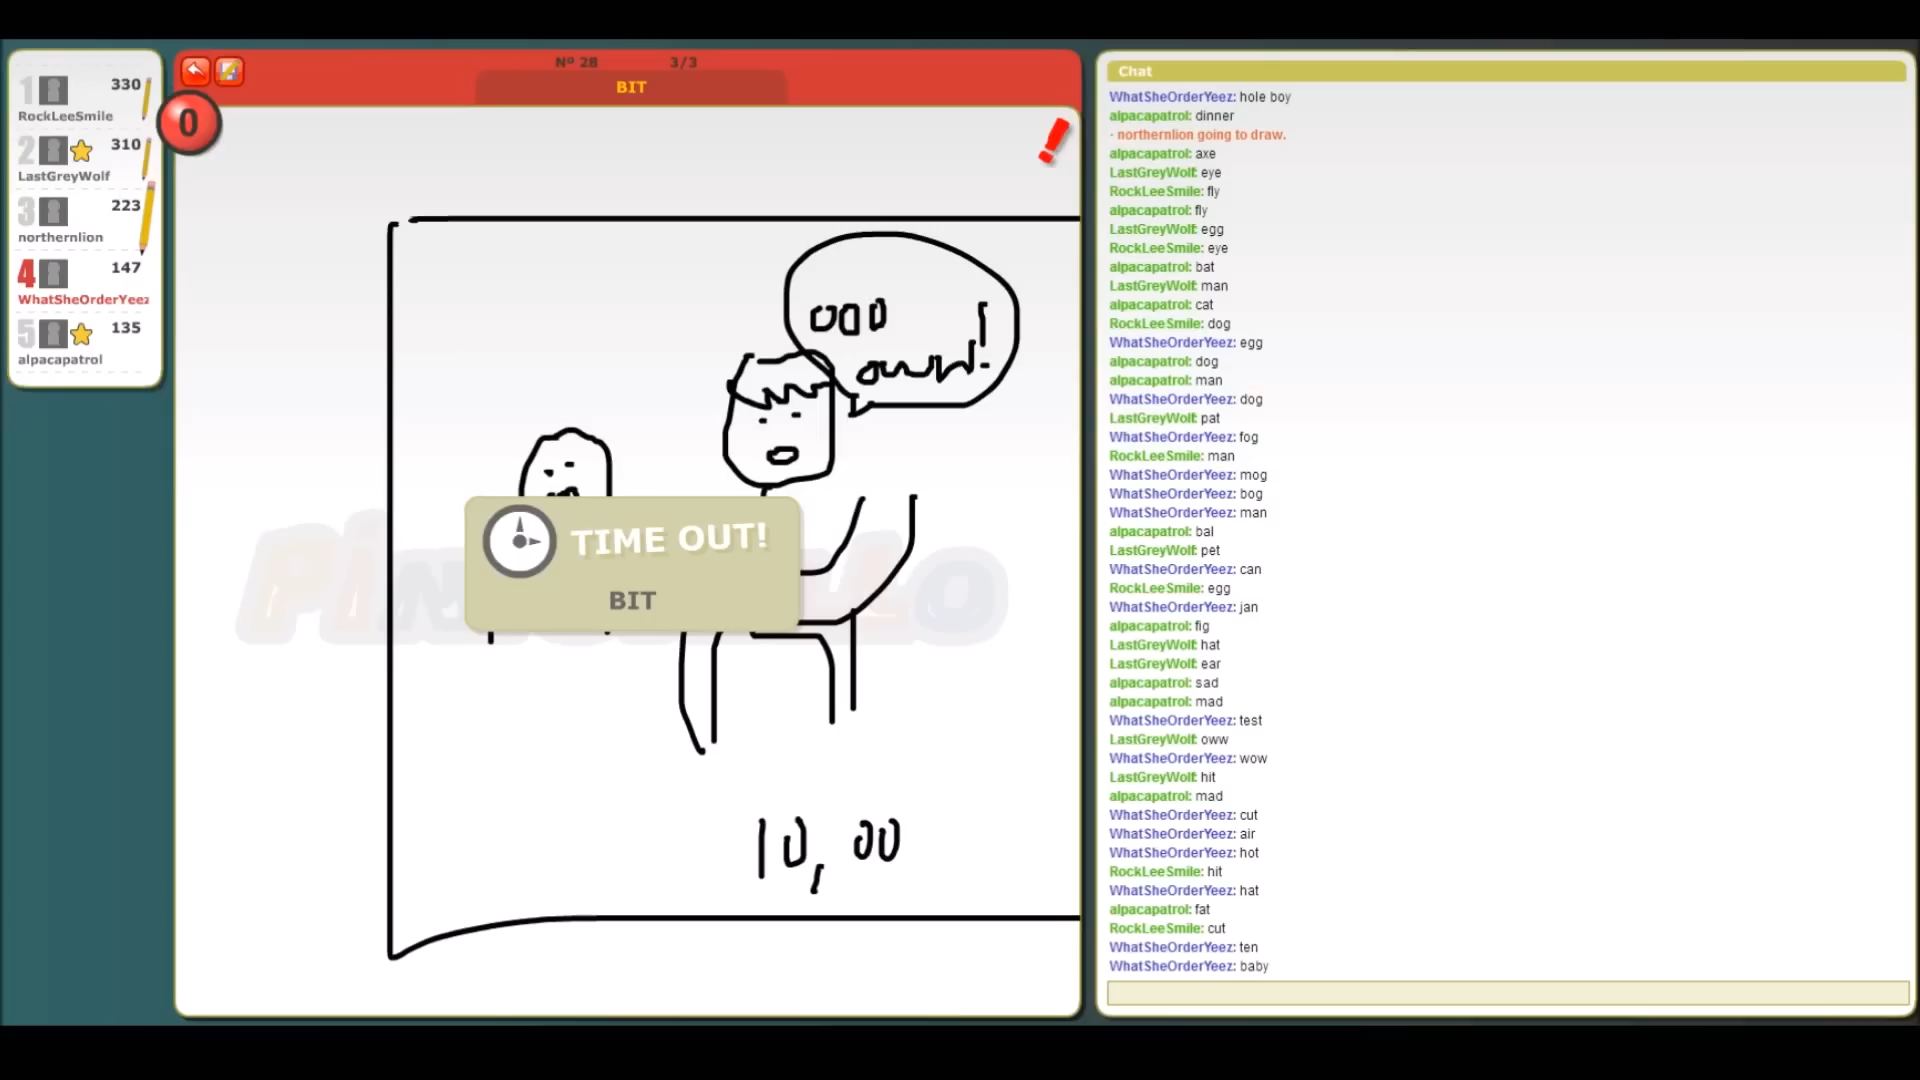 1 330
RockLeeSmile
2 310
LastGreyWolf
3 223
northernlion
4 147
WhatSheOrderYeez
5 135
alpacapatrol
0
Nº 28 3/3
BIT
!
ooo
oww!
TIME OUT!
BIT
10,00
Chat
WhatSheOrderYeez: hole boy
alpacapatrol: dinner
· northernlion going to draw.
alpacapatrol: axe
LastGreyWolf: eye
RockLeeSmile: fly
alpacapatrol: fly
LastGreyWolf: egg
RockLeeSmile: eye
alpacapatrol: bat
LastGreyWolf: man
alpacapatrol: cat
RockLeeSmile: dog
WhatSheOrderYeez: egg
alpacapatrol: dog
alpacapatrol: man
WhatSheOrderYeez: dog
LastGreyWolf: pat
WhatSheOrderYeez: fog
RockLeeSmile: man
WhatSheOrderYeez: mog
WhatSheOrderYeez: bog
WhatSheOrderYeez: man
alpacapatrol: bal
LastGreyWolf: pet
WhatSheOrderYeez: can
RockLeeSmile: egg
WhatSheOrderYeez: jan
alpacapatrol: fig
LastGreyWolf: hat
LastGreyWolf: ear
alpacapatrol: sad
alpacapatrol: mad
WhatSheOrderYeez: test
LastGreyWolf: oww
WhatSheOrderYeez: wow
LastGreyWolf: hit
alpacapatrol: mad
WhatSheOrderYeez: cut
WhatSheOrderYeez: air
WhatSheOrderYeez: hot
RockLeeSmile: hit
WhatSheOrderYeez: hat
alpacapatrol: fat
RockLeeSmile: cut
WhatSheOrderYeez: ten
WhatSheOrderYeez: baby